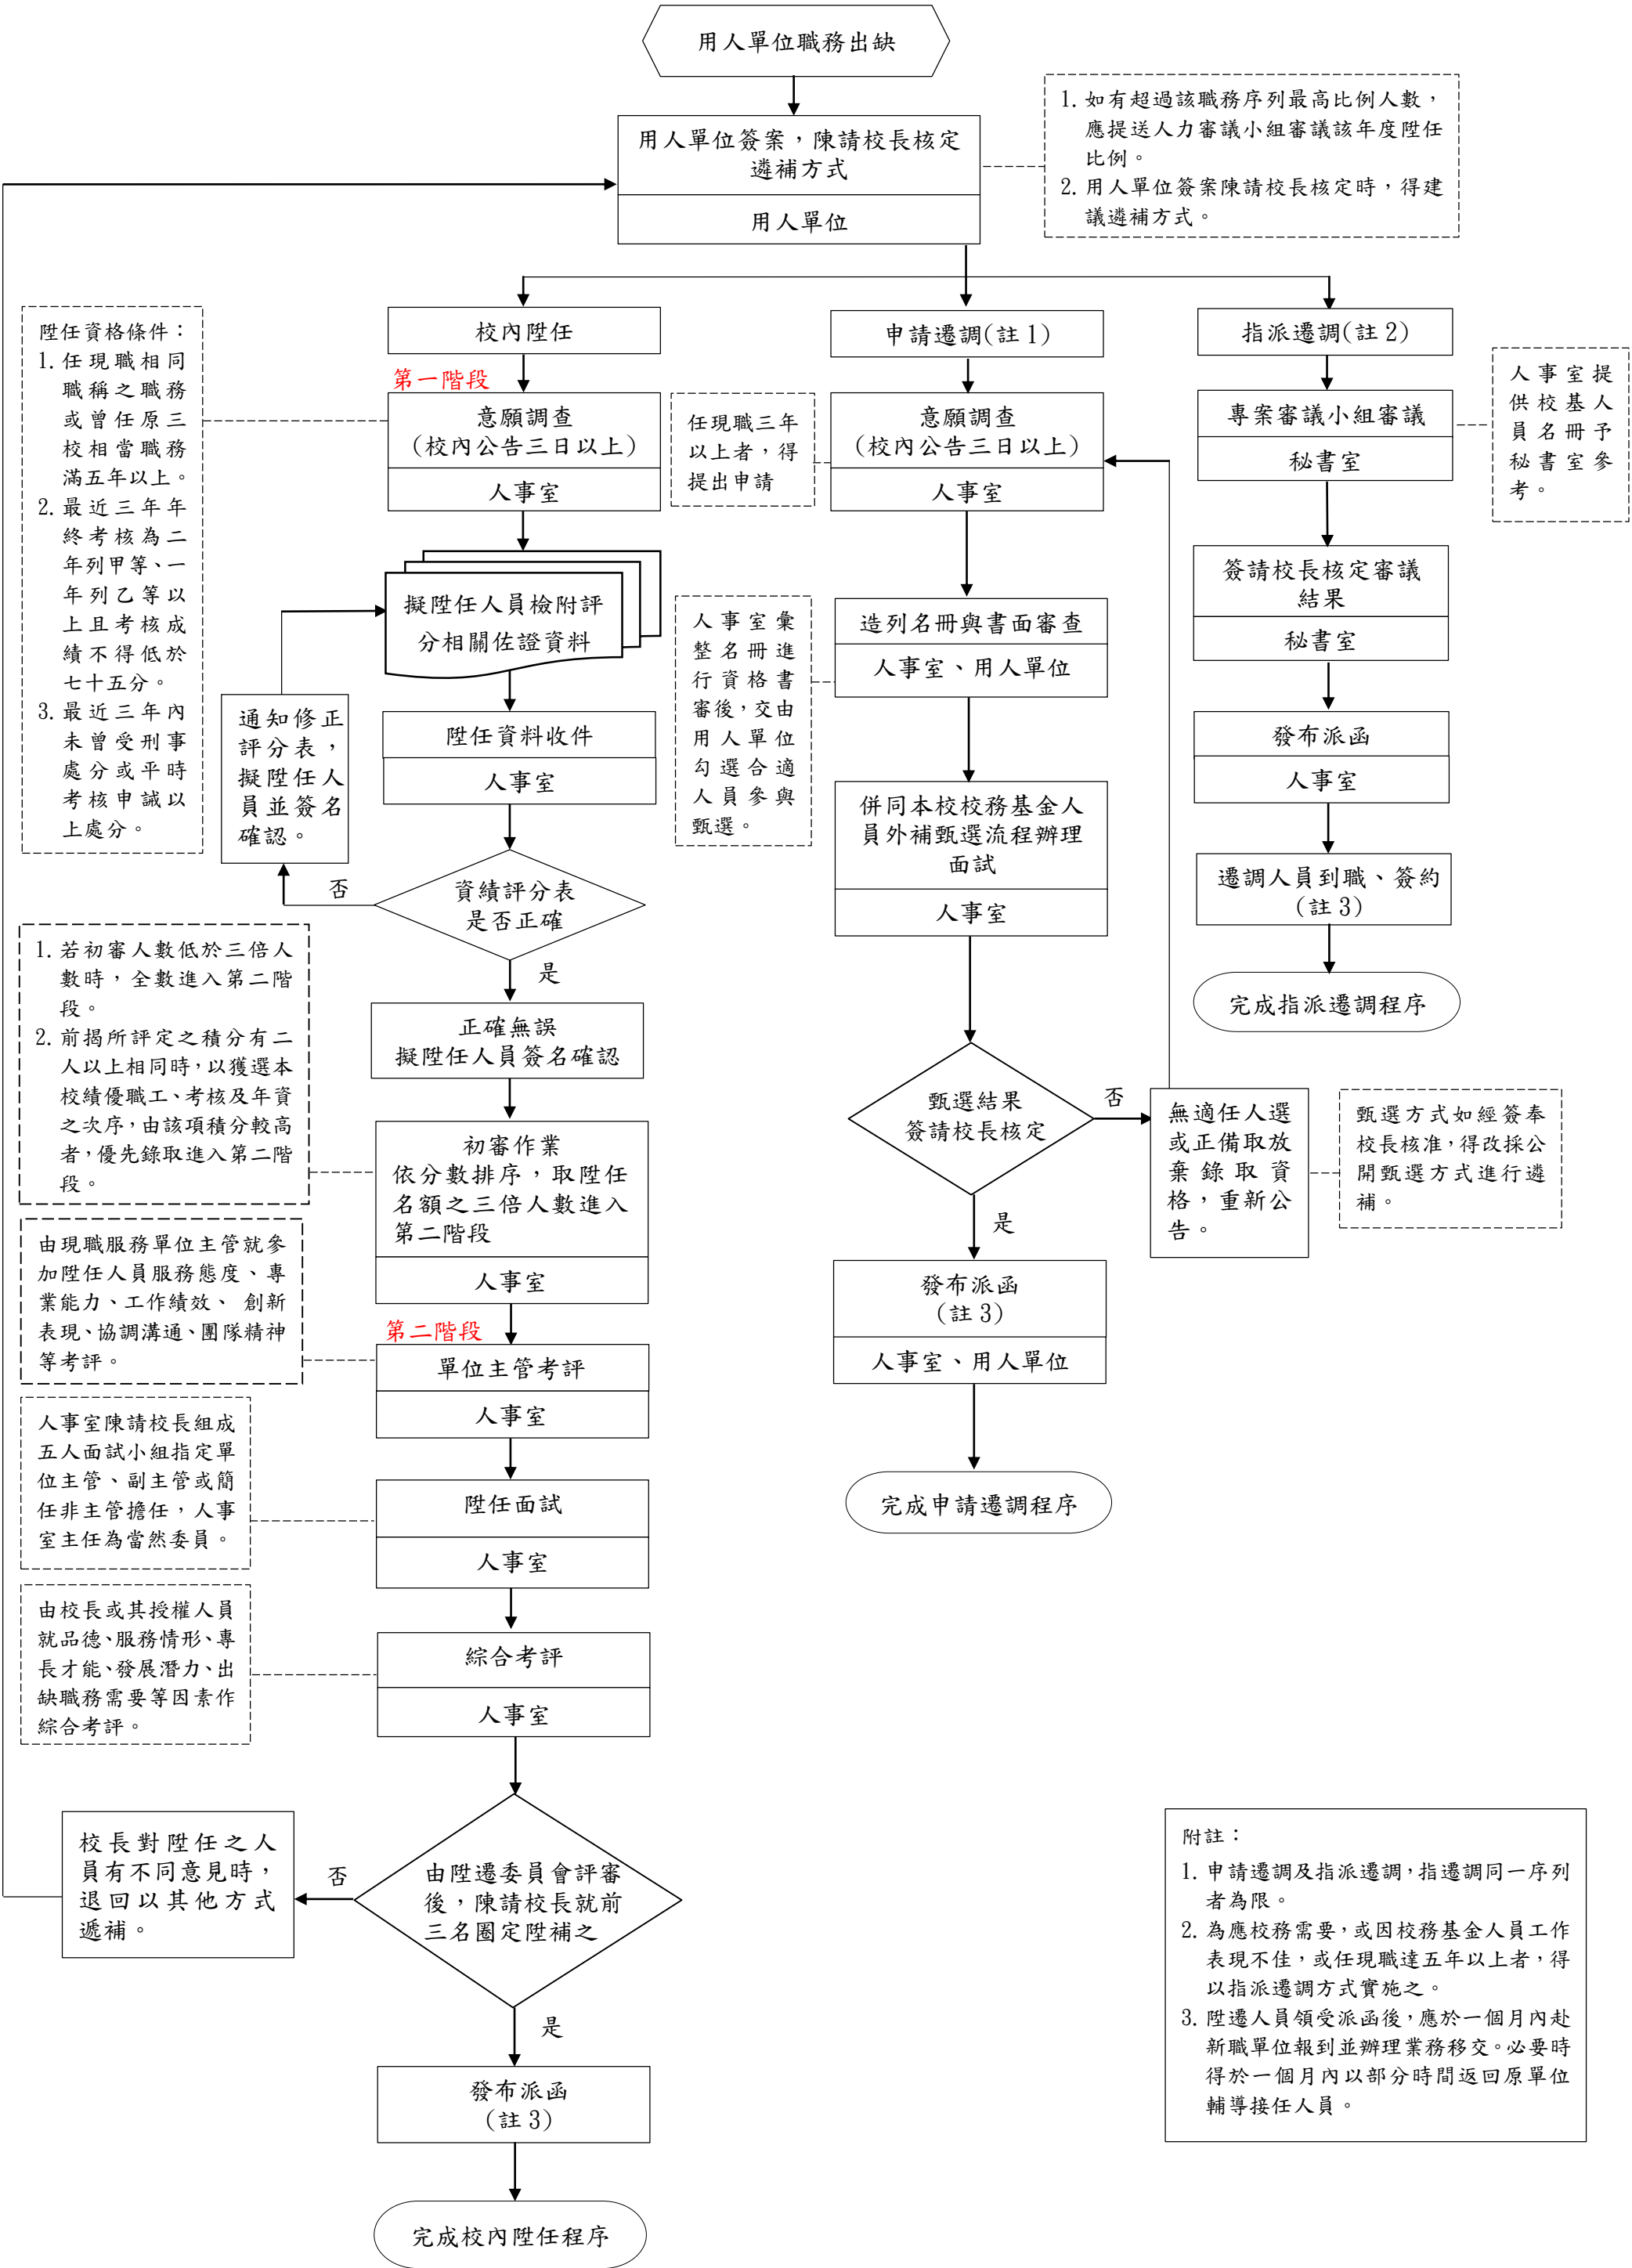 用人單位職務出缺
用人單位簽案，陳請校長核定
遴補方式
用人單位
1. 如有超過該職務序列最高比例人數，
應提送人力審議小組審議該年度陞任
比例。
2. 用人單位簽案陳請校長核定時，得建
議遴補方式。
校內陞任
申請遷調(註 1)
指派遷調(註 2)
陞任資格條件：
1. 任現職相同
職稱之職務
或曾任原三
校相當職務
滿五年以上。
2. 最近三年年
終考核為二
年列甲等、一
年列乙等以
上且考核成
績不得低於
七十五分。
3. 最近三年內
未曾受刑事
處分或平時
考核申誡以
上處分。
第一階段
意願調查
(校內公告三日以上)
人事室
任現職三年
以上者，得
提出申請
意願調查
(校內公告三日以上)
人事室
專案審議小組審議
秘書室
人事室提
供校基人
員名冊予
秘書室參
考。
擬陞任人員檢附評
分相關佐證資料
人事室彙
整名冊進
行資格書
審後，交由
用人單位
勾選合適
人員參與
甄選。
造列名冊與書面審查
人事室、用人單位
簽請校長核定審議
結果
秘書室
通知修正
評分表，
擬陞任人
員並簽名
確認。
陞任資料收件
人事室
發布派函
人事室
併同本校校務基金人
員外補甄選流程辦理
面試
人事室
遷調人員到職、簽約
(註 3)
否
資績評分表
是否正確
是
完成指派遷調程序
1. 若初審人數低於三倍人
數時，全數進入第二階
段。
2. 前揭所評定之積分有二
人以上相同時，以獲選本
校績優職工、考核及年資
之次序，由該項積分較高
者，優先錄取進入第二階
段。
正確無誤
擬陞任人員簽名確認
初審作業
依分數排序，取陞任
名額之三倍人數進入
第二階段
人事室
甄選結果
簽請校長核定
否
是
無適任人選
或正備取放
棄錄取資
格，重新公
告。
甄選方式如經簽奉
校長核准，得改採公
開甄選方式進行遴
補。
由現職服務單位主管就參
加陞任人員服務態度、專
業能力、工作績效、 創新
表現、協調溝通、團隊精神
等考評。
第二階段
單位主管考評
人事室
發布派函
(註 3)
人事室、用人單位
人事室陳請校長組成
五人面試小組指定單
位主管、副主管或簡
任非主管擔任，人事
室主任為當然委員。
陞任面試
人事室
完成申請遷調程序
由校長或其授權人員
就品德、服務情形、專
長才能、發展潛力、出
缺職務需要等因素作
綜合考評。
綜合考評
人事室
校長對陞任之人
員有不同意見時，
退回以其他方式
遞補。
否
由陞遷委員會評審
後，陳請校長就前
三名圈定陞補之
是
發布派函
(註 3)
完成校內陞任程序
附註：
1. 申請遷調及指派遷調，指遷調同一序列
者為限。
2. 為應校務需要，或因校務基金人員工作
表現不佳，或任現職達五年以上者，得
以指派遷調方式實施之。
3. 陞遷人員領受派函後，應於一個月內赴
新職單位報到並辦理業務移交。必要時
得於一個月內以部分時間返回原單位
輔導接任人員。